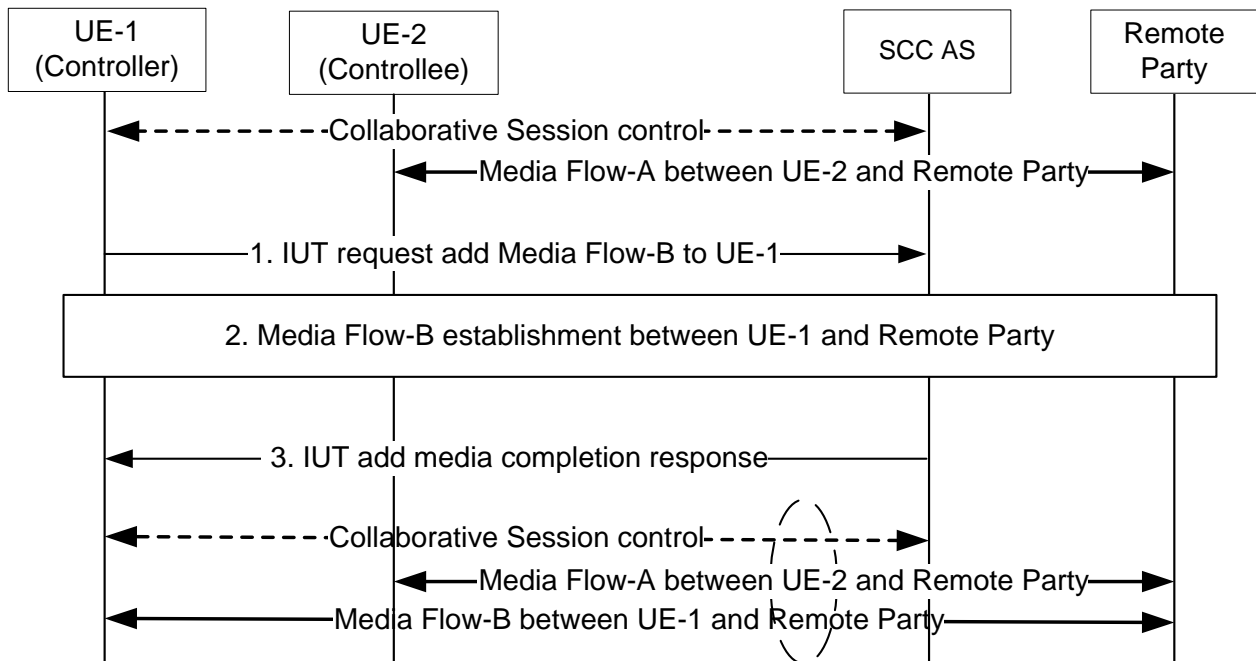 UE-1
(Controller)
UE-2
(Controllee)
SCC AS
Remote
Party
Collaborative Session control
Media Flow-A between UE-2 and Remote Party
1. IUT request add Media Flow-B to UE-1
2. Media Flow-B establishment between UE-1 and Remote Party
3. IUT add media completion response
Collaborative Session control
Media Flow-A between UE-2 and Remote Party
Media Flow-B between UE-1 and Remote Party